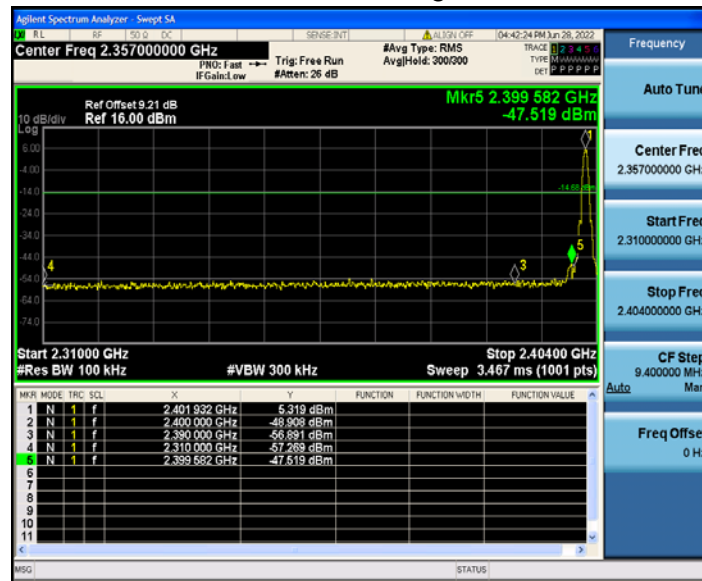 Agilent Spectrum Analyzer - Swept SA
RL RF 50 Ω DC SENSE:INT ALIGN OFF 04:42:24 PM Jun 28, 2022
Center Freq 2.357000000 GHz
PNO: Fast
IFGain:Low
Trig: Free Run
#Atten: 26 dB
#Avg Type: RMS
Avg|Hold: 300/300
TRACE 1 2 3 4 5 6
TYPE
DET P P P P P P
Ref Offset 9.21 dB
Ref 16.00 dBm
10 dB/div
Log
Mkr5 2.399 582 GHz
-47.519 dBm
1
6.00
-4.00
-14.0
-14.68 dBm
-24.0
-34.0
-44.0
5
4
3
-54.0
-64.0
-74.0
Start 2.31000 GHz
Stop 2.40400 GHz
#Res BW 100 kHz #VBW 300 kHz Sweep 3.467 ms (1001 pts)
MKR MODE TRC SCL X Y FUNCTION FUNCTION WIDTH FUNCTION VALUE
1 N 1 f 2.401 932 GHz 5.319 dBm
2 N 1 f 2.400 000 GHz -48.908 dBm
3 N 1 f 2.390 000 GHz -56.891 dBm
4 N 1 f 2.310 000 GHz -57.269 dBm
5 N 1 f 2.399 582 GHz -47.519 dBm
6
7
8
9
10
11
MSG STATUS
Frequency
Auto Tune
Center Freq
2.357000000 GHz
Start Freq
2.310000000 GHz
Stop Freq
2.404000000 GHz
CF Step
9.400000 MHz
Auto Man
Freq Offset
0 Hz